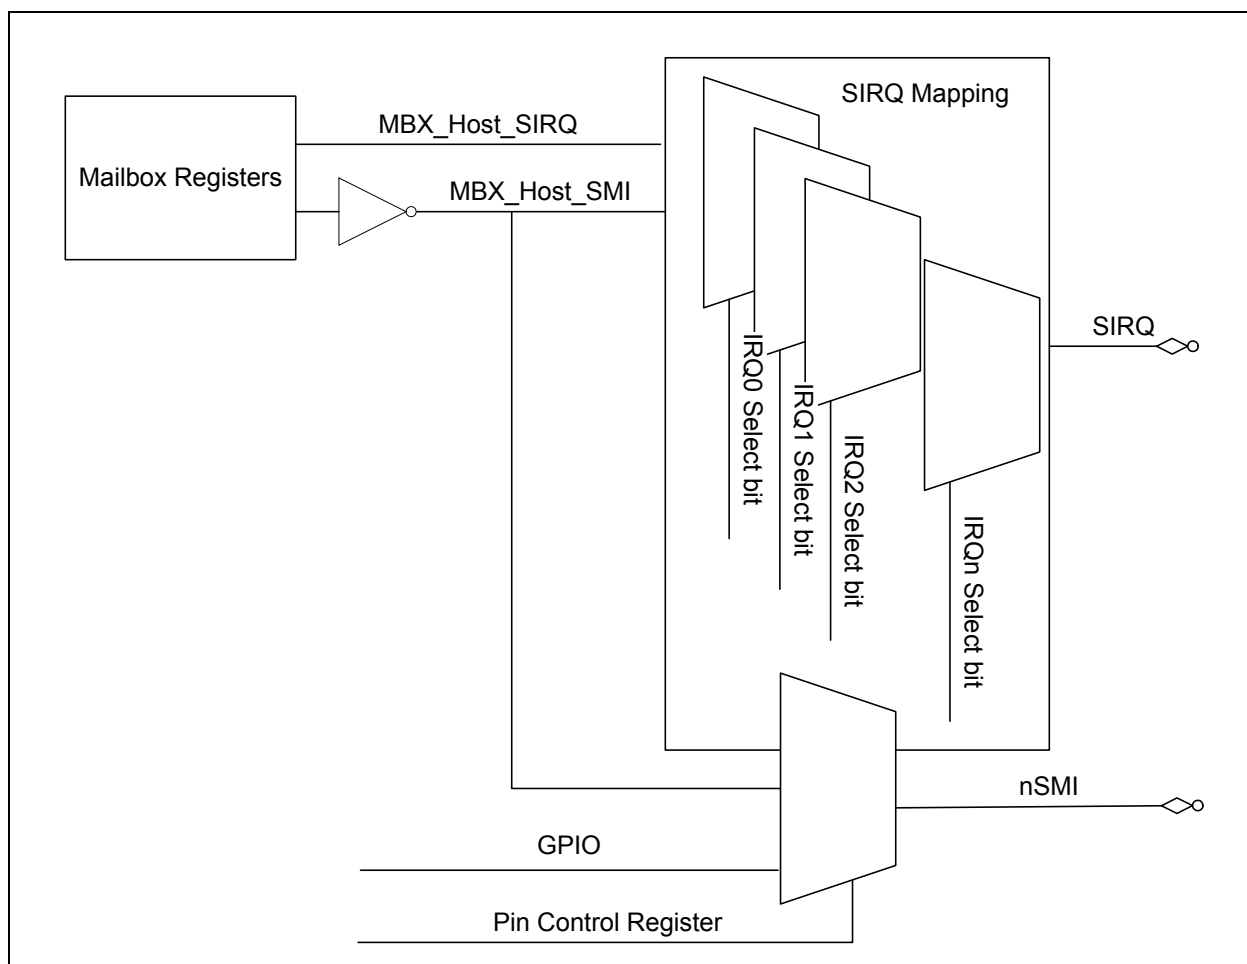 SIRQ Mapping
MBX_Host_SIRQ
Mailbox Registers
MBX_Host_SMI
SIRQ
IRQ0 Select bit
IRQ1 Select bit
IRQ2 Select bit
IRQn Select bit
nSMI
GPIO
Pin Control Register